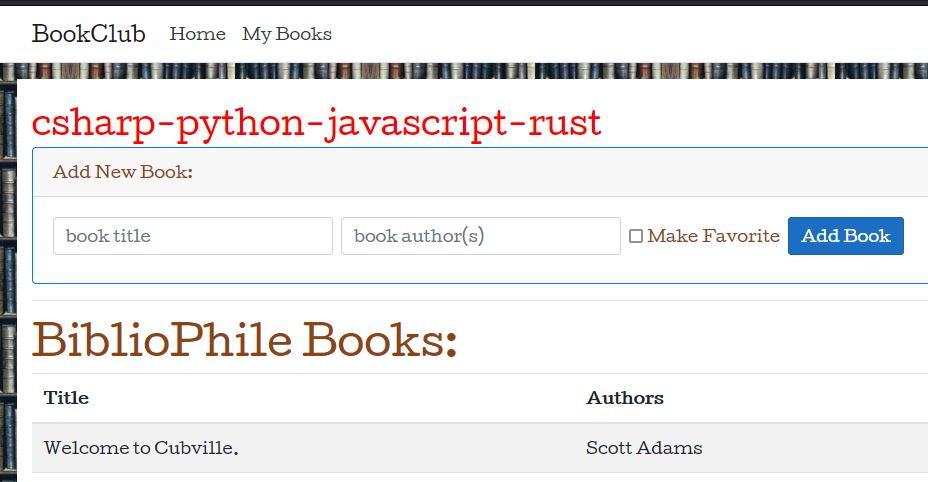 BookClub Home My Books
csharp-python-javascript-rust
Add New Book:
book title book author(s) Make Favorite Add Book
BiblioPhile Books:
Title Authors
Welcome to Cubville. Scott Adams